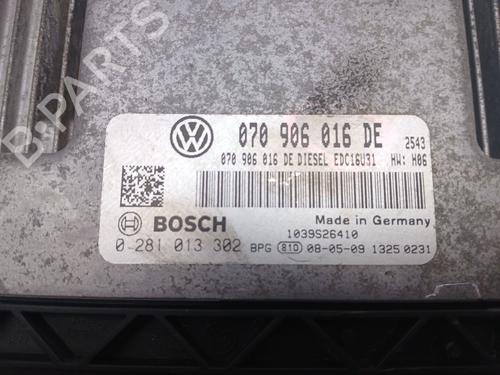 B-Parts
070 906 016 DE
2543
070 906 016 DE DIESEL EDC16U31 HW: H06
BOSCH
Made in Germany
1039S26410
0 281 013 302 BPG 81D 08-05-09 1325 0231